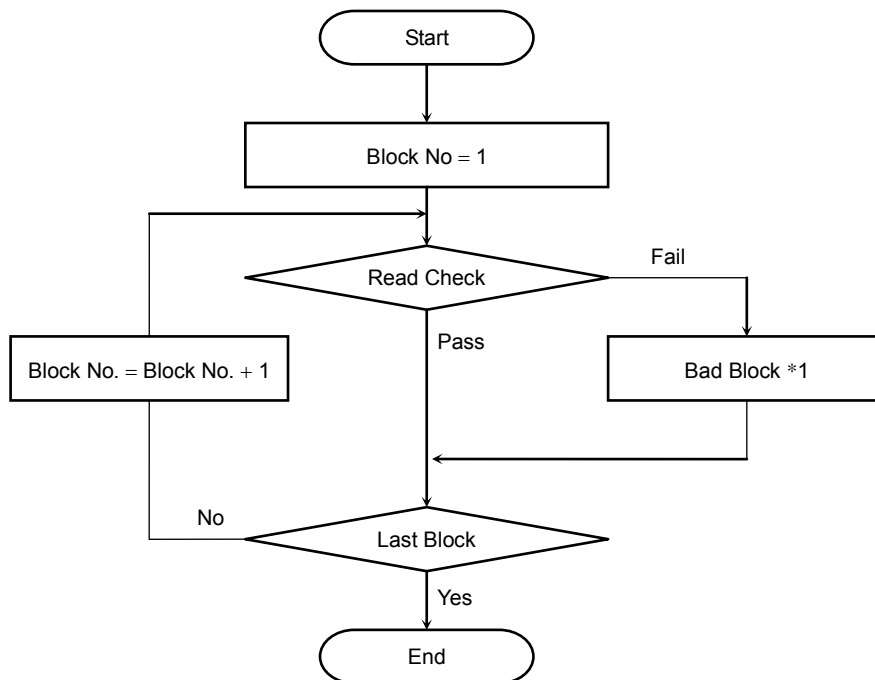 Start
Block No = 1
Read Check
Fail
Pass
Block No. = Block No. + 1
Bad Block *1
No
Last Block
Yes
End